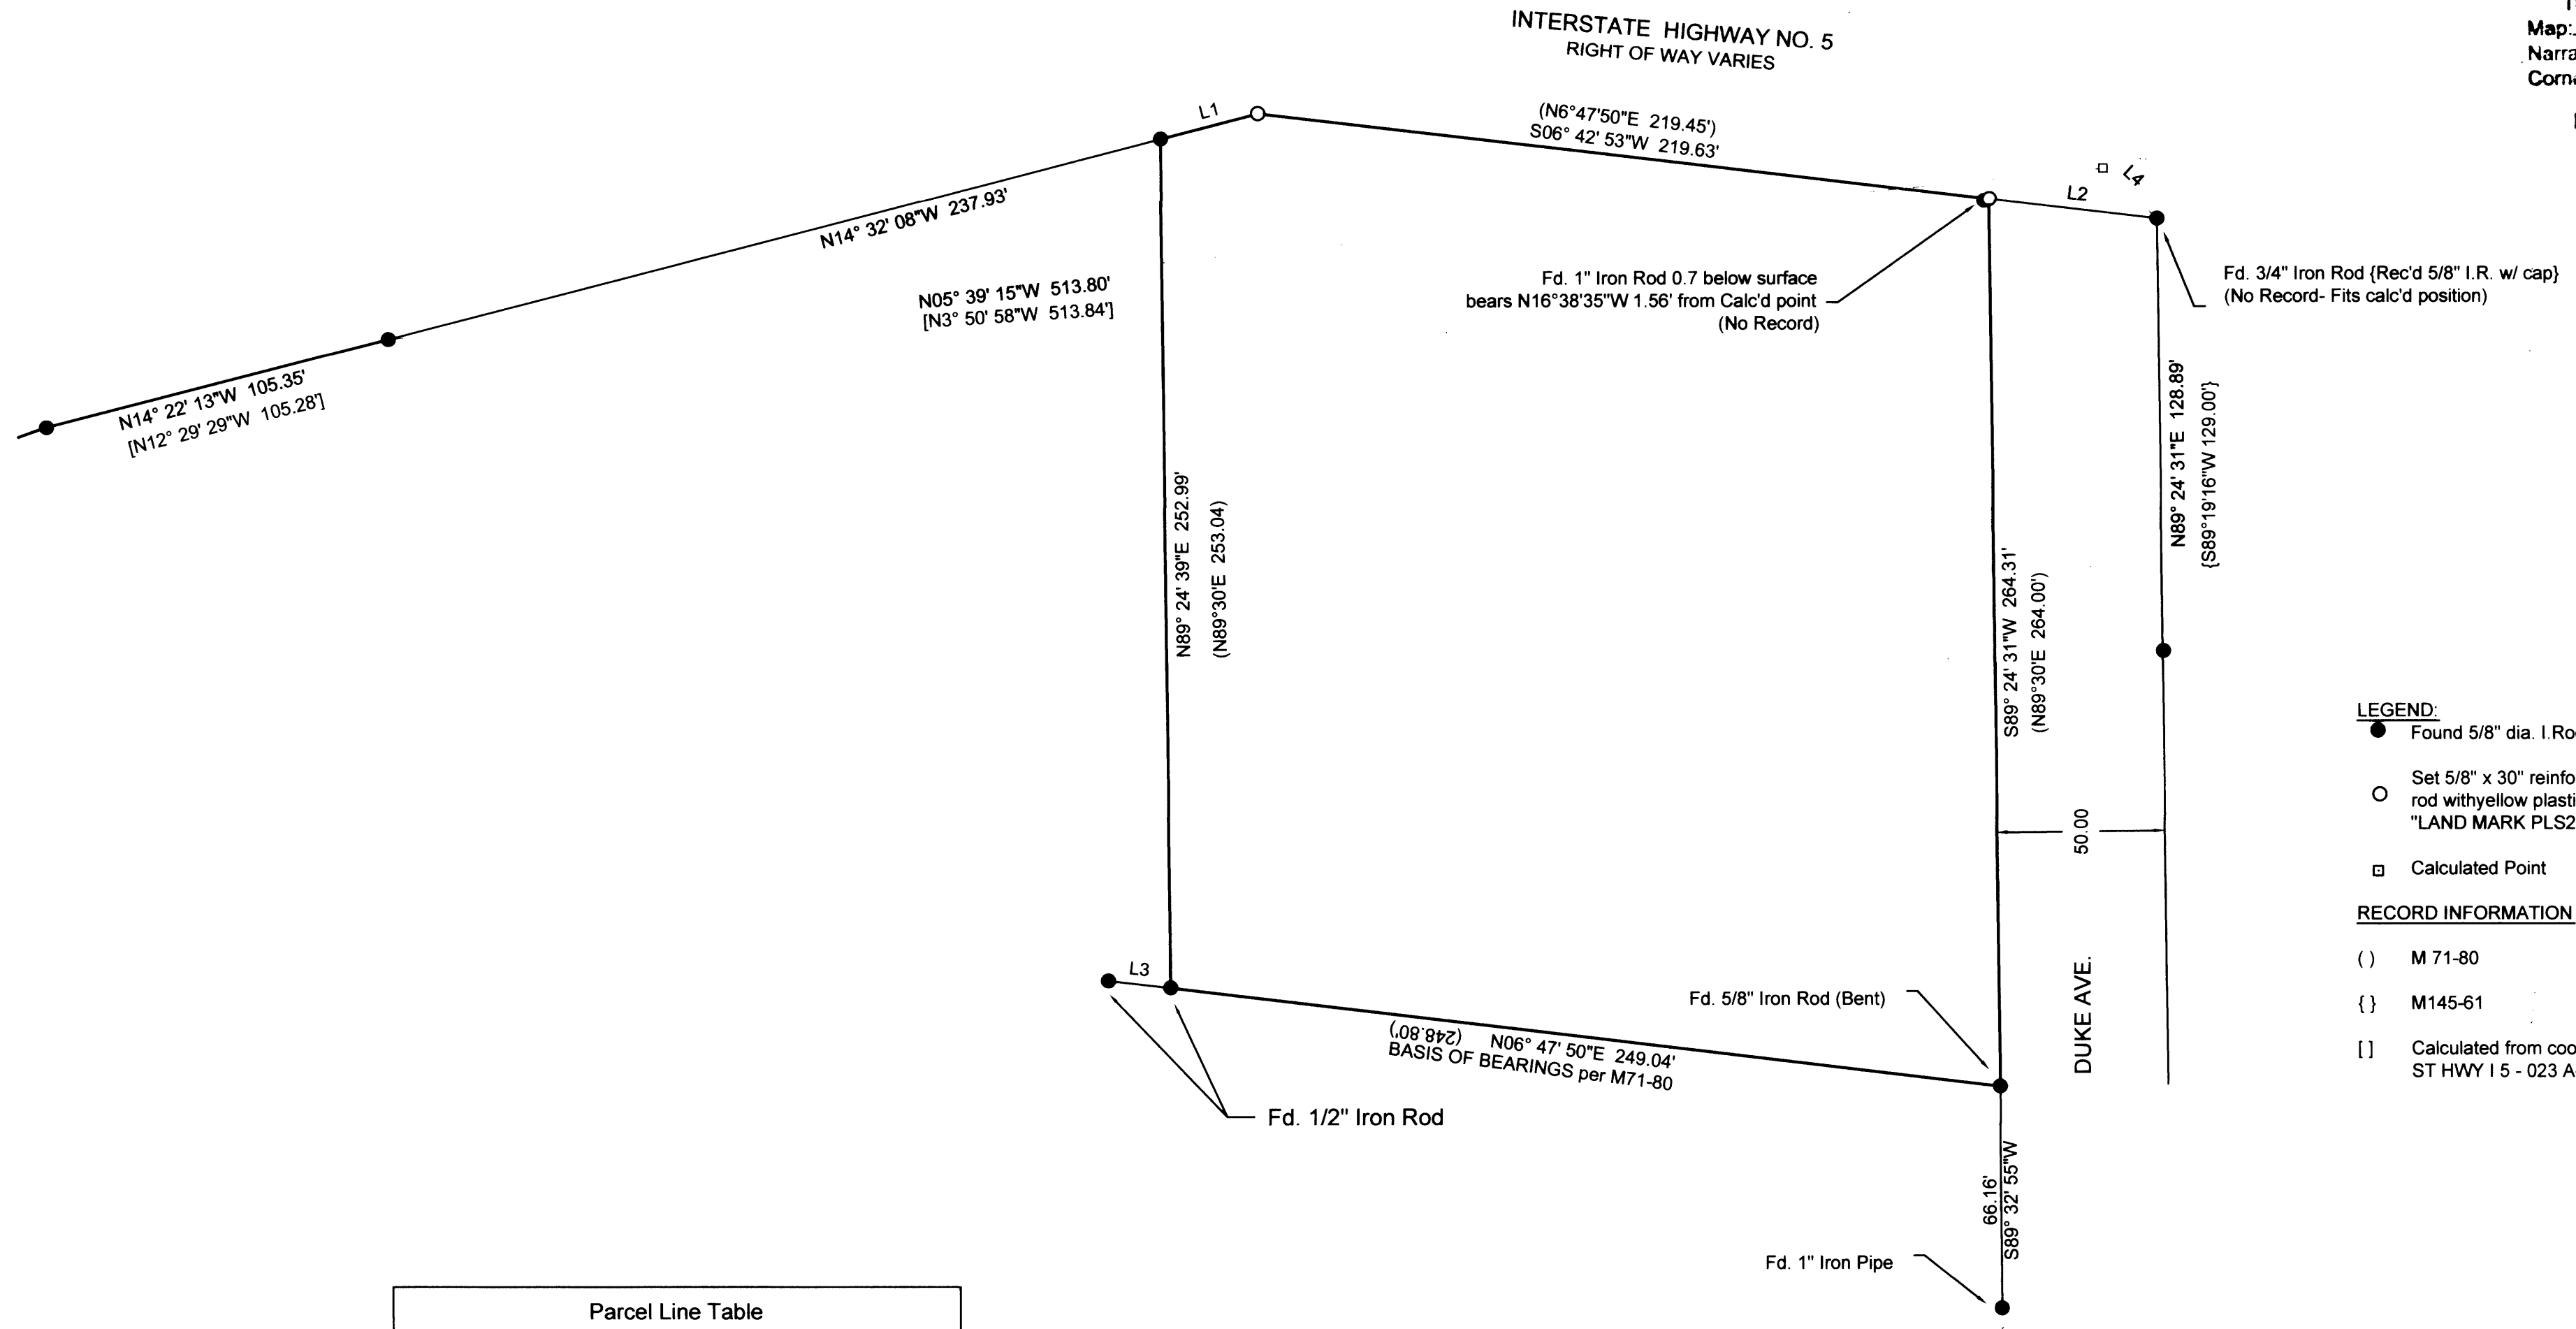 INTERSTATE HIGHWAY NO. 5
RIGHT OF WAY VARIES
Map:
L1
(N6°47'50"E 219.45')
S06° 42' 53"W 219.63'
L2
L4
N14° 32' 08"W 237.93'
N05° 39' 15"W 513.80'
[N3° 50' 58"W 513.84']
N14° 22' 13"W 105.35'
[N12° 29' 29"W 105.28']
Fd. 1" Iron Rod 0.7 below surface
bears N16°38'35"W 1.56' from Calc'd point
(No Record)
Fd. 3/4" Iron Rod {Rec'd 5/8" I.R. w/ cap}
(No Record- Fits calc'd position)
N89° 24' 39"E 252.99'
(N89°30'E 253.04)
S89° 24' 31"W 264.31'
(N89°30'E 264.00')
N89° 24' 31"E 128.89'
{S89°19'16"W 129.00'}
50.00
DUKE AVE.
L3
(248.80') N06° 47' 50"E 249.04'
BASIS OF BEARINGS per M71-80
Fd. 5/8" Iron Rod (Bent)
Fd. 1/2" Iron Rod
66.16'
S89° 32' 55"W
Fd. 1" Iron Pipe
Parcel Line Table
LEGEND:
Found 5/8" dia. I.Ro
Set 5/8" x 30" reinfo
rod withyellow plasti
"LAND MARK PLS2
Calculated Point
RECORD INFORMATION
( ) M 71-80
{ } M145-61
[ ] Calculated from coo
ST HWY I 5 - 023 A